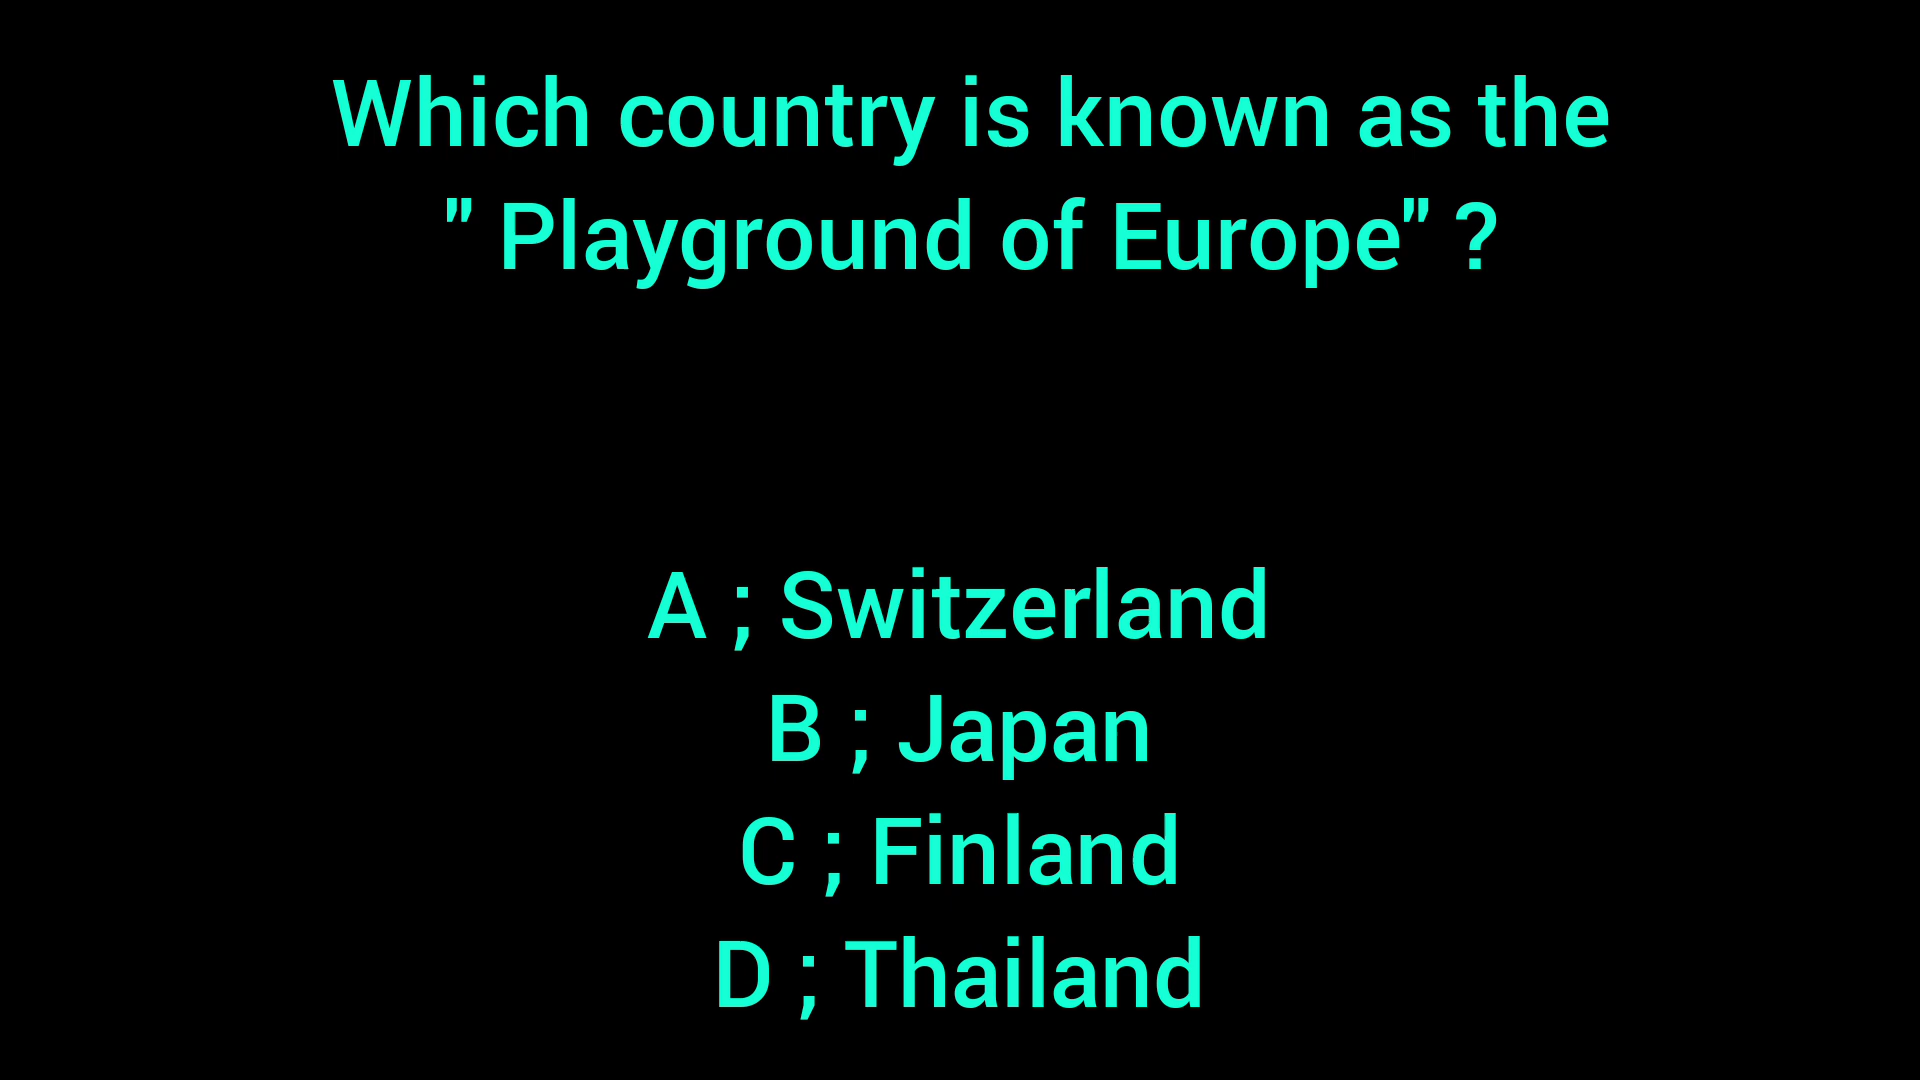 Which country is known as the
" Playground of Europe" ?
A ; Switzerland
B ; Japan
C ; Finland
D ; Thailand